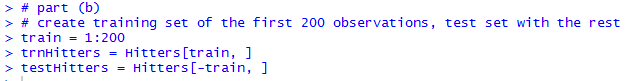 > # part (b)
> # create training set of the first 200 observations, test set with the rest
> train = 1:200
> trnHitters = Hitters[train, ]
> testHitters = Hitters[-train, ]